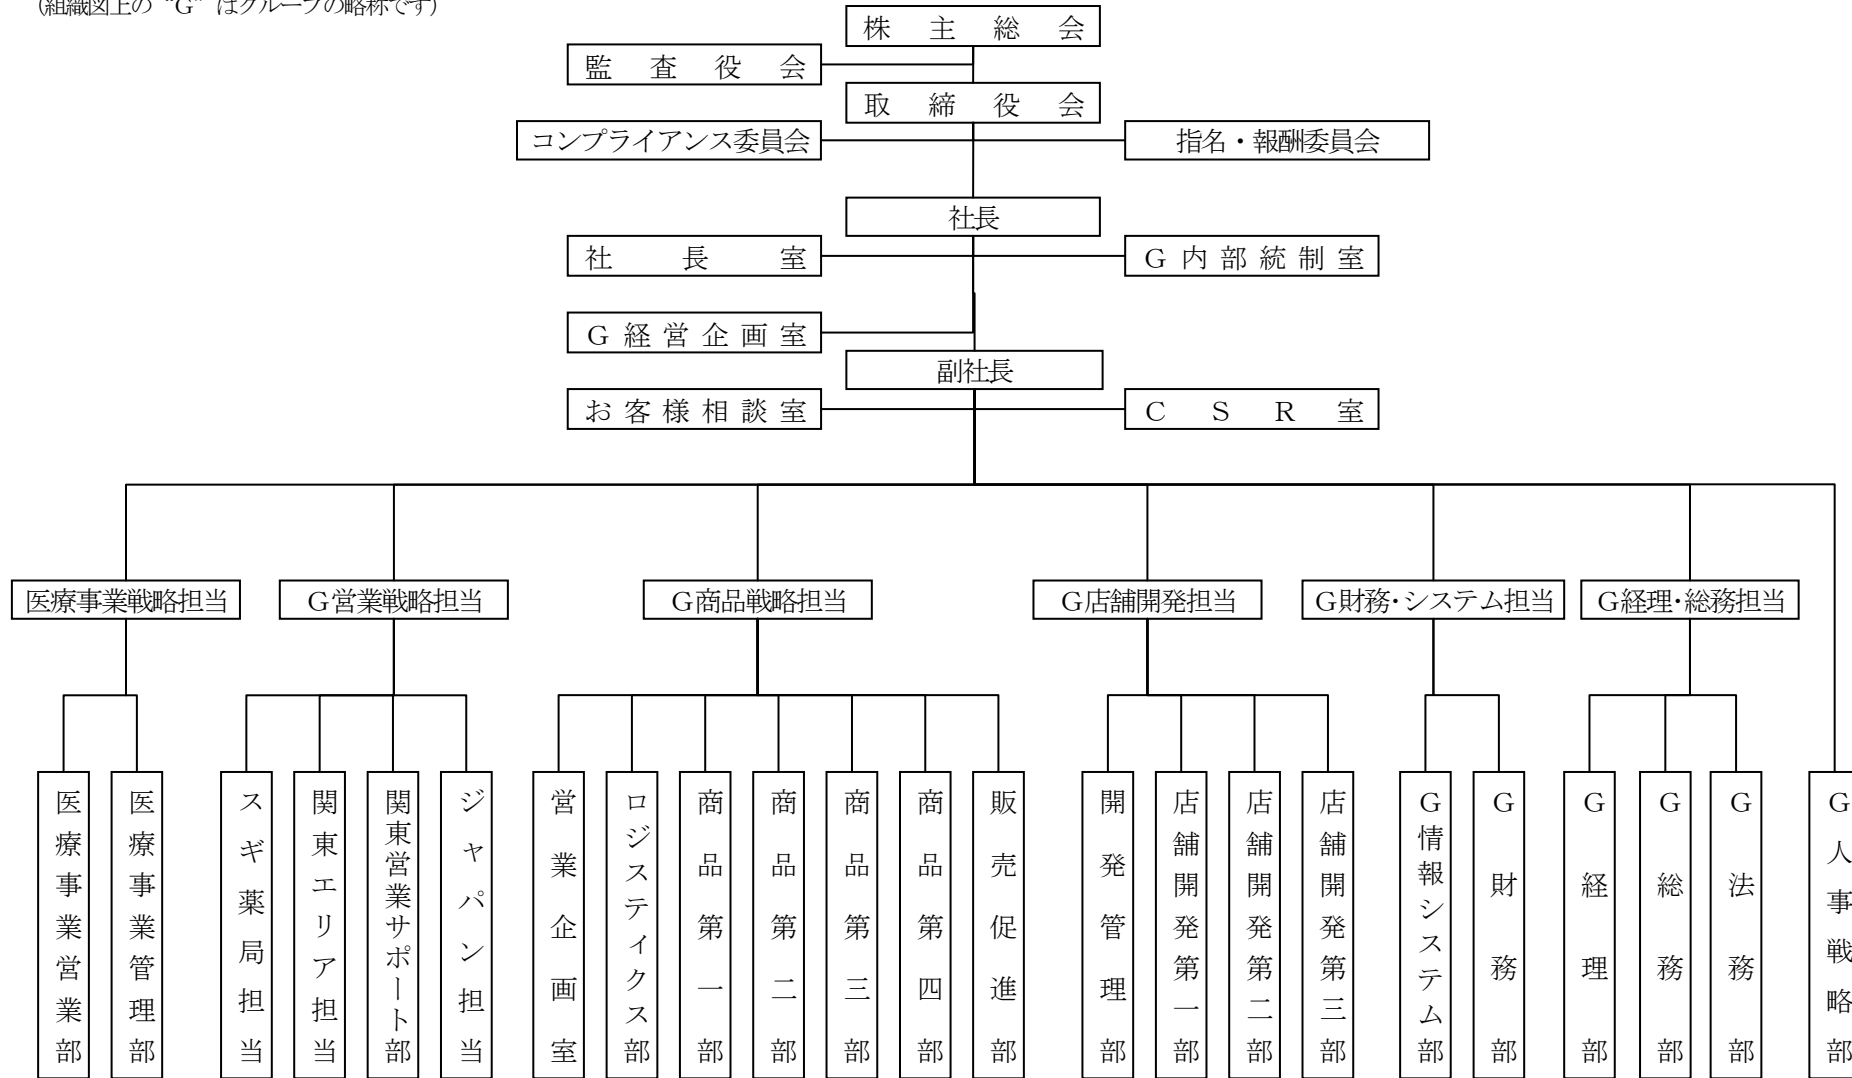 (組織図上の“G”はグループの略称です)
株主総会
監査役会
取締役会
コンプライアンス委員会
指名・報酬委員会
社長
社長室
G内部統制室
G経営企画室
副社長
お客様相談室
CSR室
医療事業戦略担当
G営業戦略担当
G商品戦略担当
G店舗開発担当
G財務・システム担当
G経理・総務担当
医療事業営業部
医療事業管理部
スギ薬局担当
関東エリア担当
関東営業サポート部
ジャパン担当
営業企画室
ロジスティクス部
商品第一部
商品第二部
商品第三部
商品第四部
販売促進部
開発管理部
店舗開発第一部
店舗開発第二部
店舗開発第三部
G情報システム部
G財務部
G経理部
G総務部
G法務部
G人事戦略部